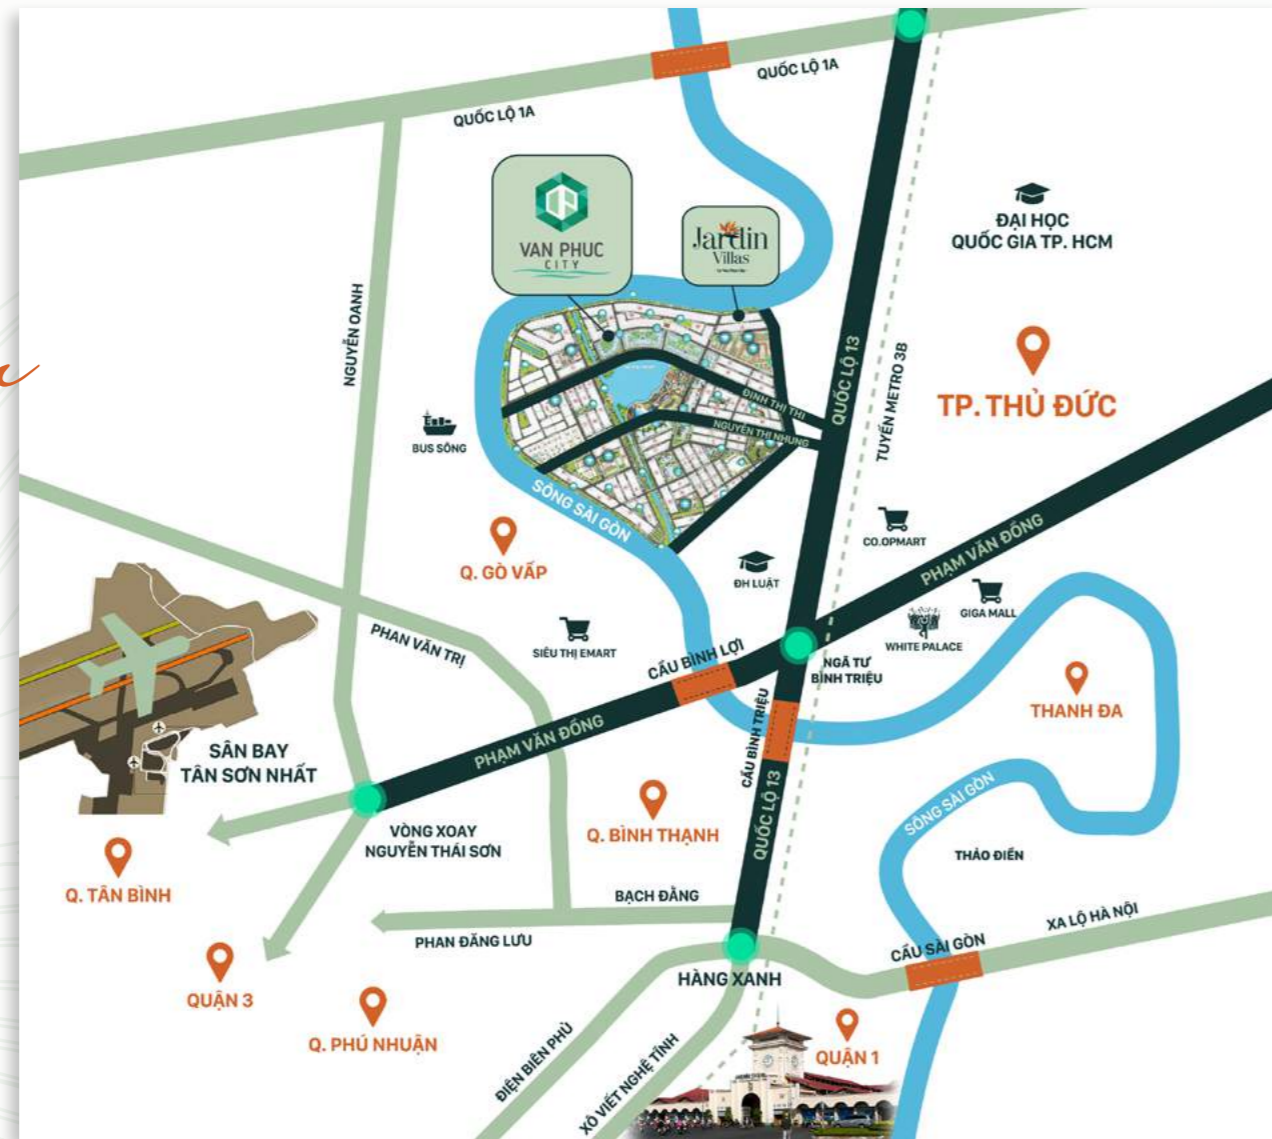 QUỐC LỘ 1A
QUỐC LỘ 1A
VAN PHUC
CITY
Jardin
Villas
ĐẠI HỌC
QUỐC GIA TP. HCM
NGUYỄN OANH
QUỐC LỘ 13
TUYẾN METRO 3B
TP. THỦ ĐỨC
ĐINH THỊ THI
NGUYỄN THỊ NHUNG
BUS SÔNG
SÔNG SÀI GÒN
CO.OPMART
PHẠM VĂN ĐỒNG
Q. GÒ VẤP
ĐH LUẬT
GIGA MALL
WHITE PALACE
PHAN VĂN TRỊ
SIÊU THỊ EMART
CẦU BÌNH LỢI
NGÃ TƯ
BÌNH TRIỆU
THANH ĐA
PHẠM VĂN ĐỒNG
CẦU BÌNH TRIỆU
SÂN BAY
TÂN SƠN NHẤT
QUỐC LỘ 13
SÔNG SÀI GÒN
VÒNG XOAY
NGUYỄN THÁI SƠN
Q. BÌNH THẠNH
THẢO ĐIỀN
Q. TÂN BÌNH
BẠCH ĐẰNG
XA LỘ HÀ NỘI
PHAN ĐĂNG LƯU
CẦU SÀI GÒN
HÀNG XANH
QUẬN 3
Q. PHÚ NHUẬN
QUẬN 1
ĐIỆN BIÊN PHỦ
XÔ VIẾT NGHỆ TĨNH